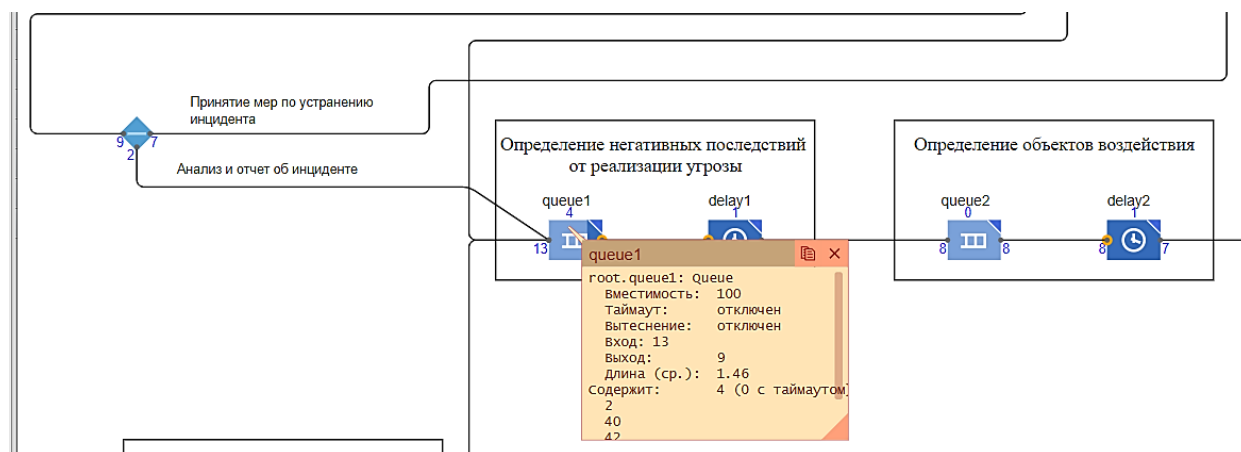 Принятие мер по устранению
инцидента
9
7
2
Анализ и отчет об инциденте
Определение негативных последствий
от реализации угрозы
queue1
4
13
delay1
1
Определение объектов воздействия
queue2
0
8
8
delay2
1
8
7
queue1
root.queue1: Queue
Вместимость: 100
Таймаут: отключен
Вытеснение: отключен
Вход: 13
Выход: 9
Длина (ср.): 1.46
Содержит: 4 (0 с таймаутом)
2
40
42